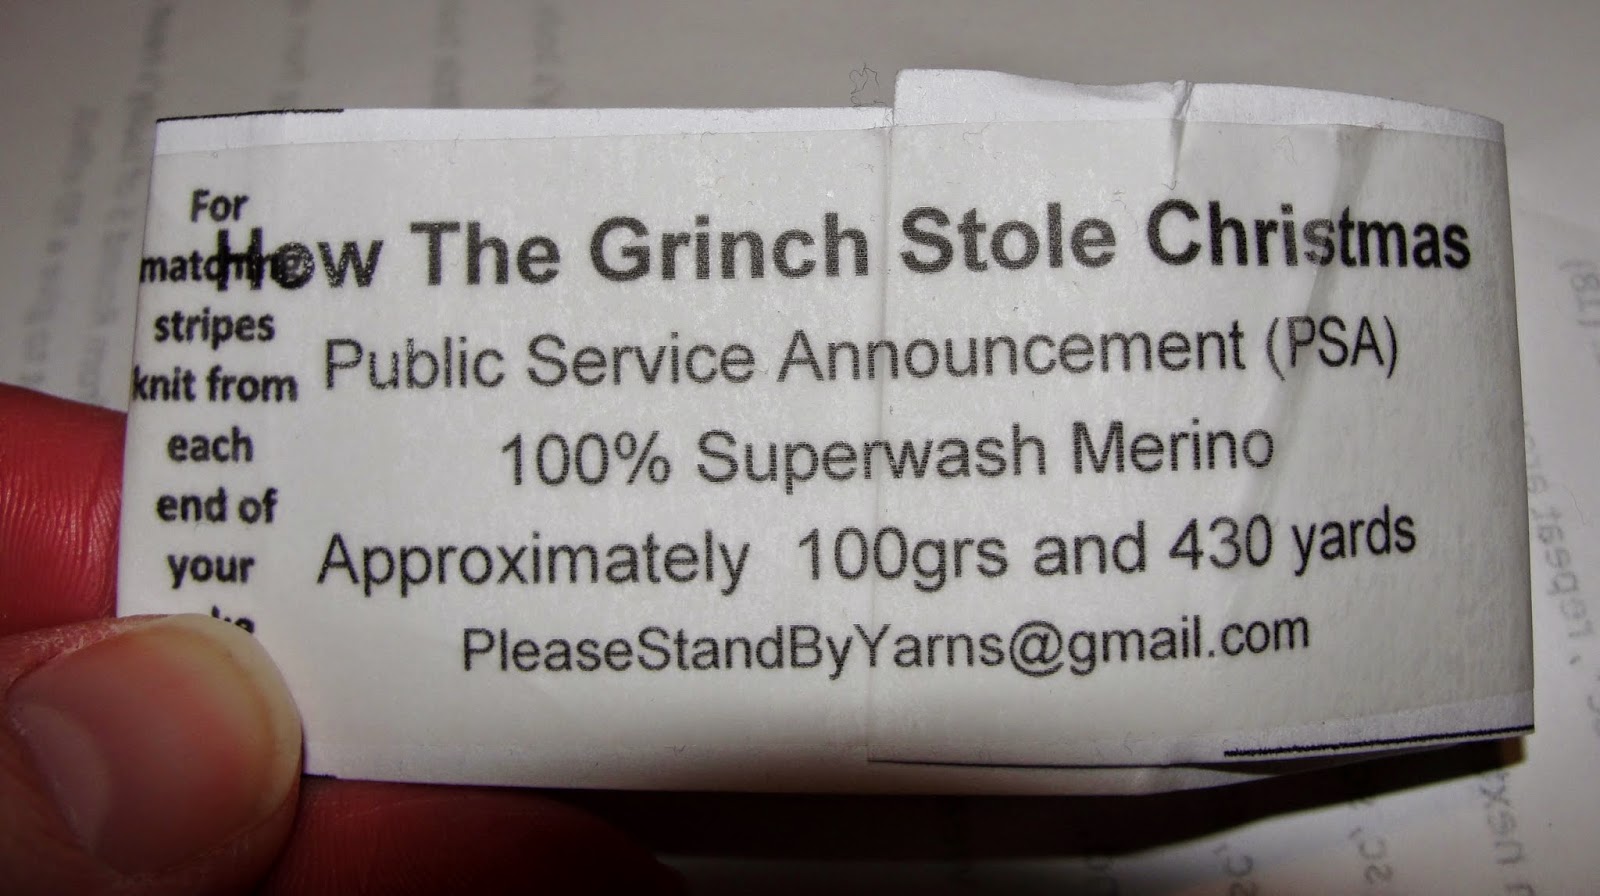 For
matching
stripes
knit from
each
end of
your
How The Grinch Stole Christmas
Public Service Announcement (PSA)
100% Superwash Merino
Approximately 100grs and 430 yards
PleaseStandByYarns@gmail.com